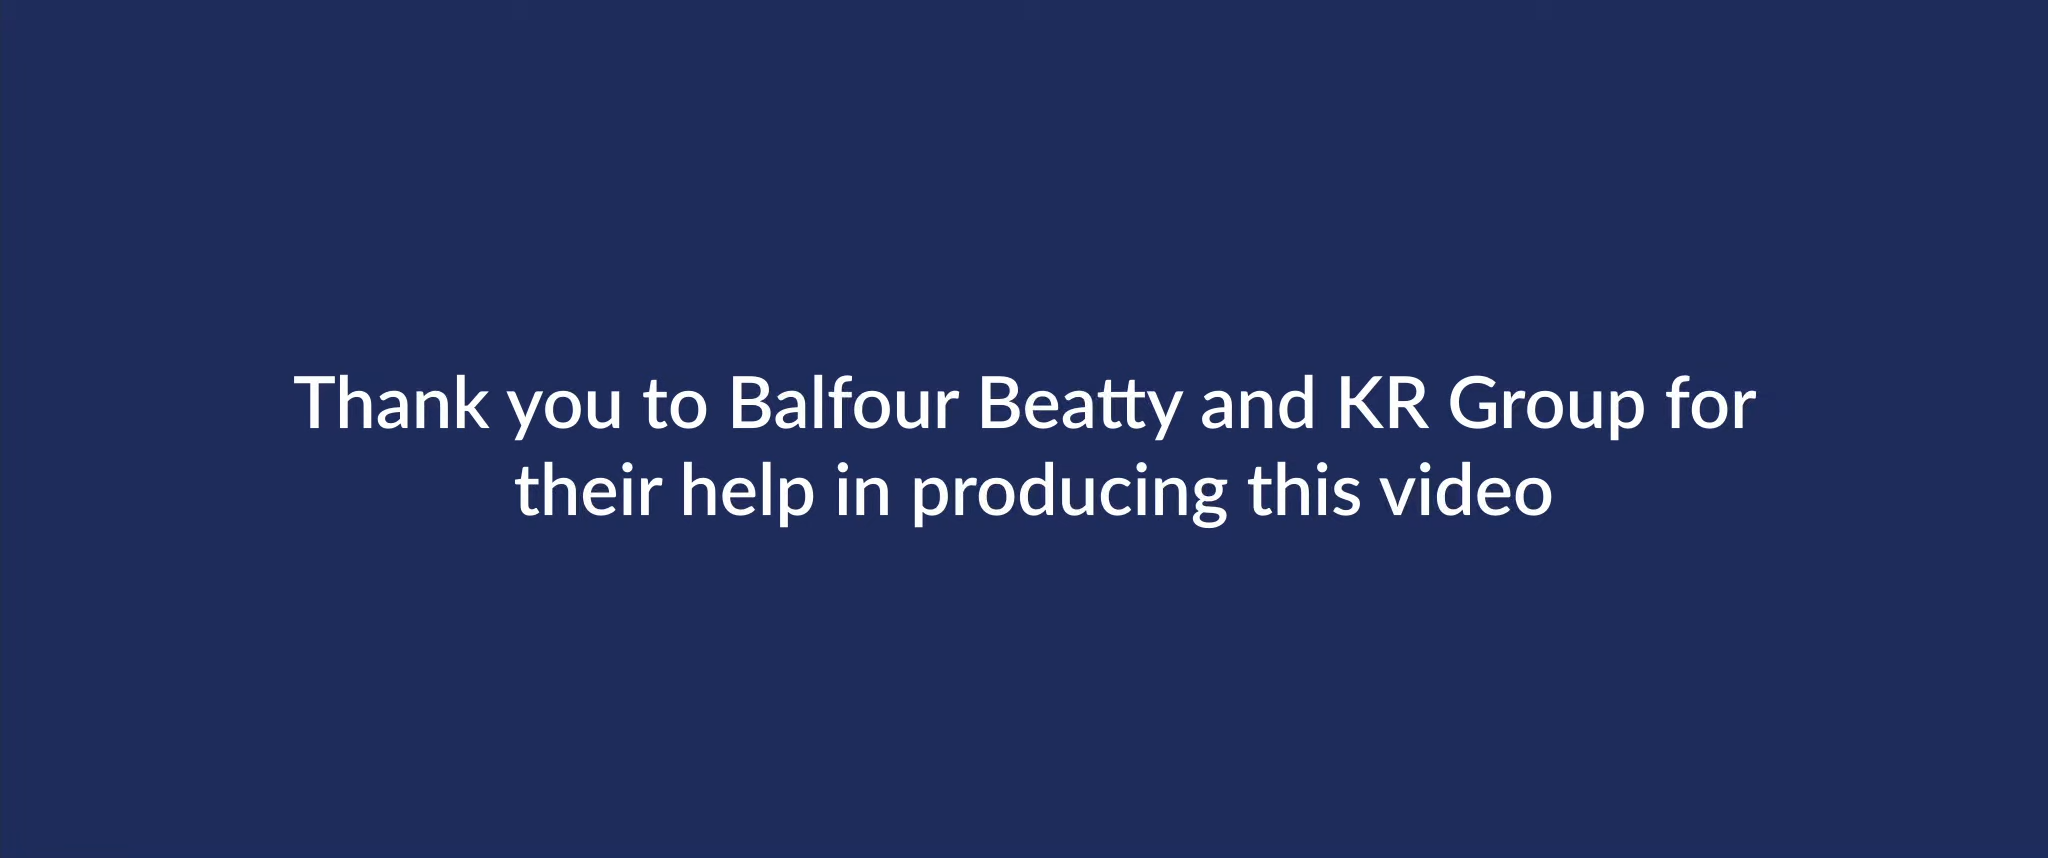 Thank you to Balfour Beatty and KR Group for
their help in producing this video